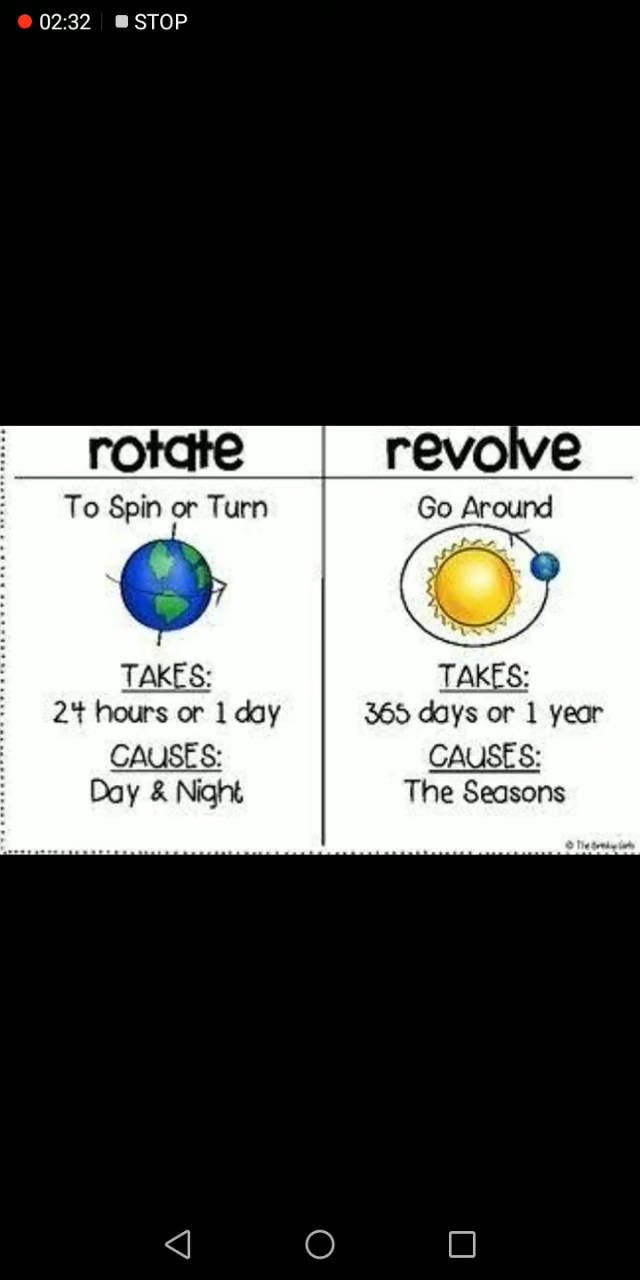 02:32 STOP
rotate
To Spin or Turn
TAKES:
24 hours or 1 day
CAUSES:
Day & Night
revolve
Go Around
TAKES:
365 days or 1 year
CAUSES:
The Seasons
© The